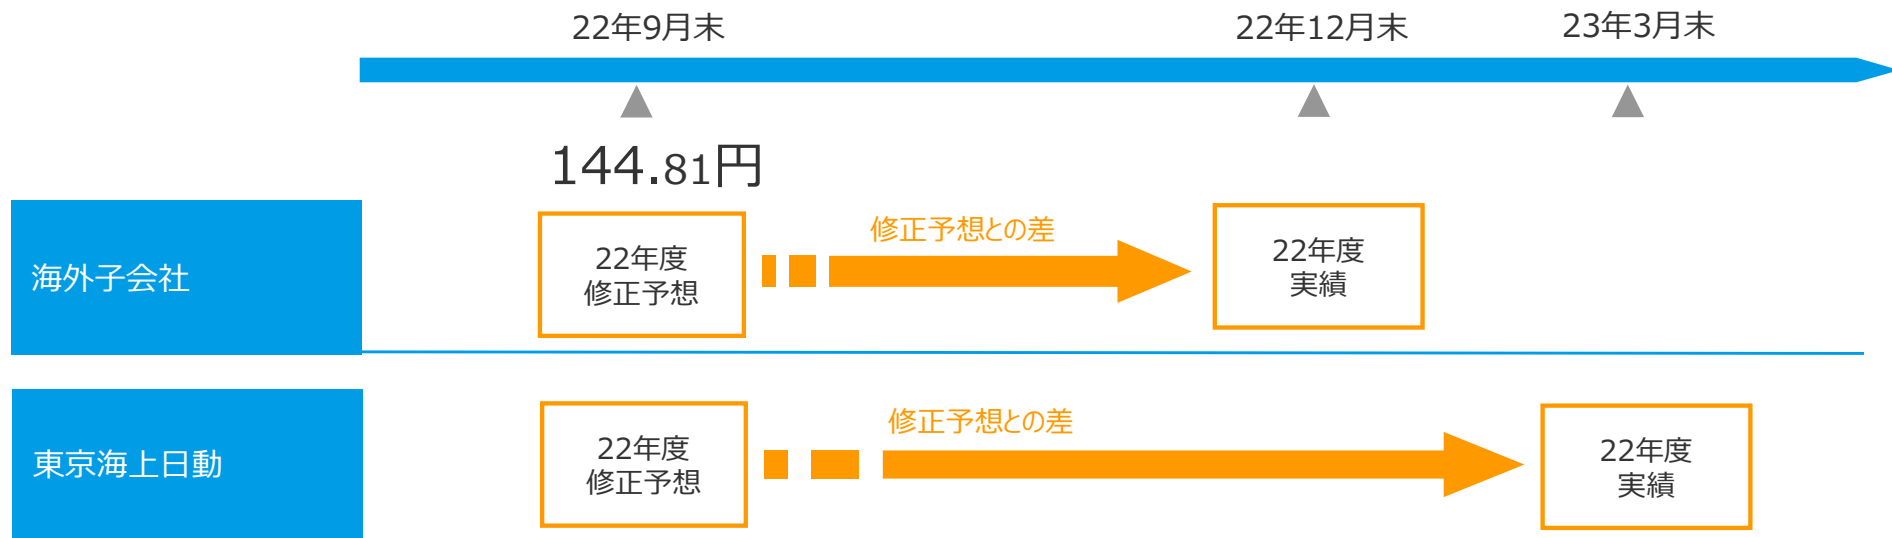 22年9月末
22年12月末
23年3月末
144.81円
海外子会社
22年度
修正予想
修正予想との差
22年度
実績
東京海上日動
22年度
修正予想
修正予想との差
22年度
実績